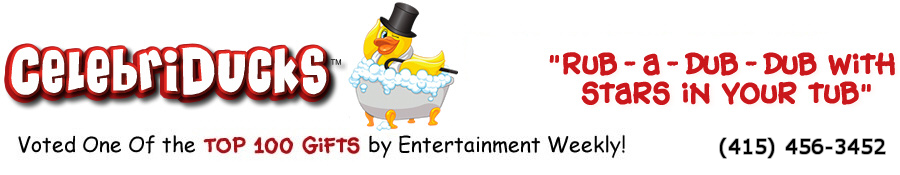 CelebriDucks™
"Rub-a-Dub-Dub with
Stars in Your Tub"
Voted One Of the TOP 100 GiFTS by Entertainment Weekly!
(415) 456-3452